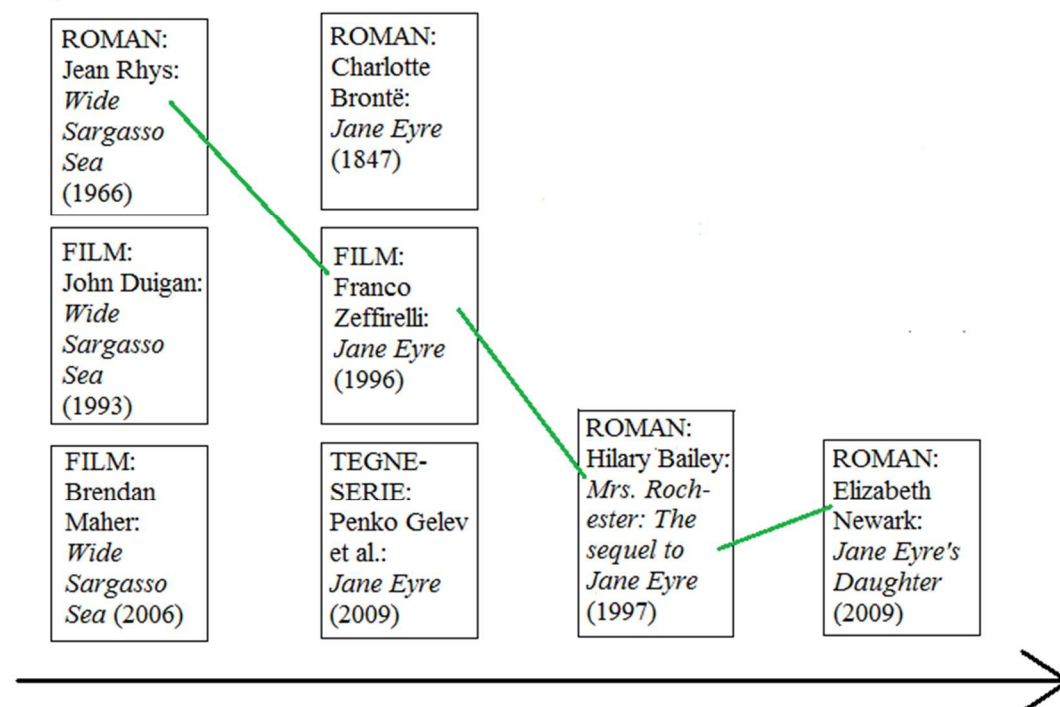 ROMAN:
Jean Rhys:
Wide
Sargasso
Sea
(1966)
FILM:
John Duigan:
Wide
Sargasso
Sea
(1993)
FILM:
Brendan
Maher:
Wide
Sargasso
Sea (2006)
ROMAN:
Charlotte
Brontë:
Jane Eyre
(1847)
FILM:
Franco
Zeffirelli:
Jane Eyre
(1996)
TEGNE-
SERIE:
Penko Gelev
et al.:
Jane Eyre
(2009)
ROMAN:
Hilary Bailey:
Mrs. Roch-
ester: The
sequel to
Jane Eyre
(1997)
ROMAN:
Elizabeth
Newark:
Jane Eyre's
Daughter
(2009)